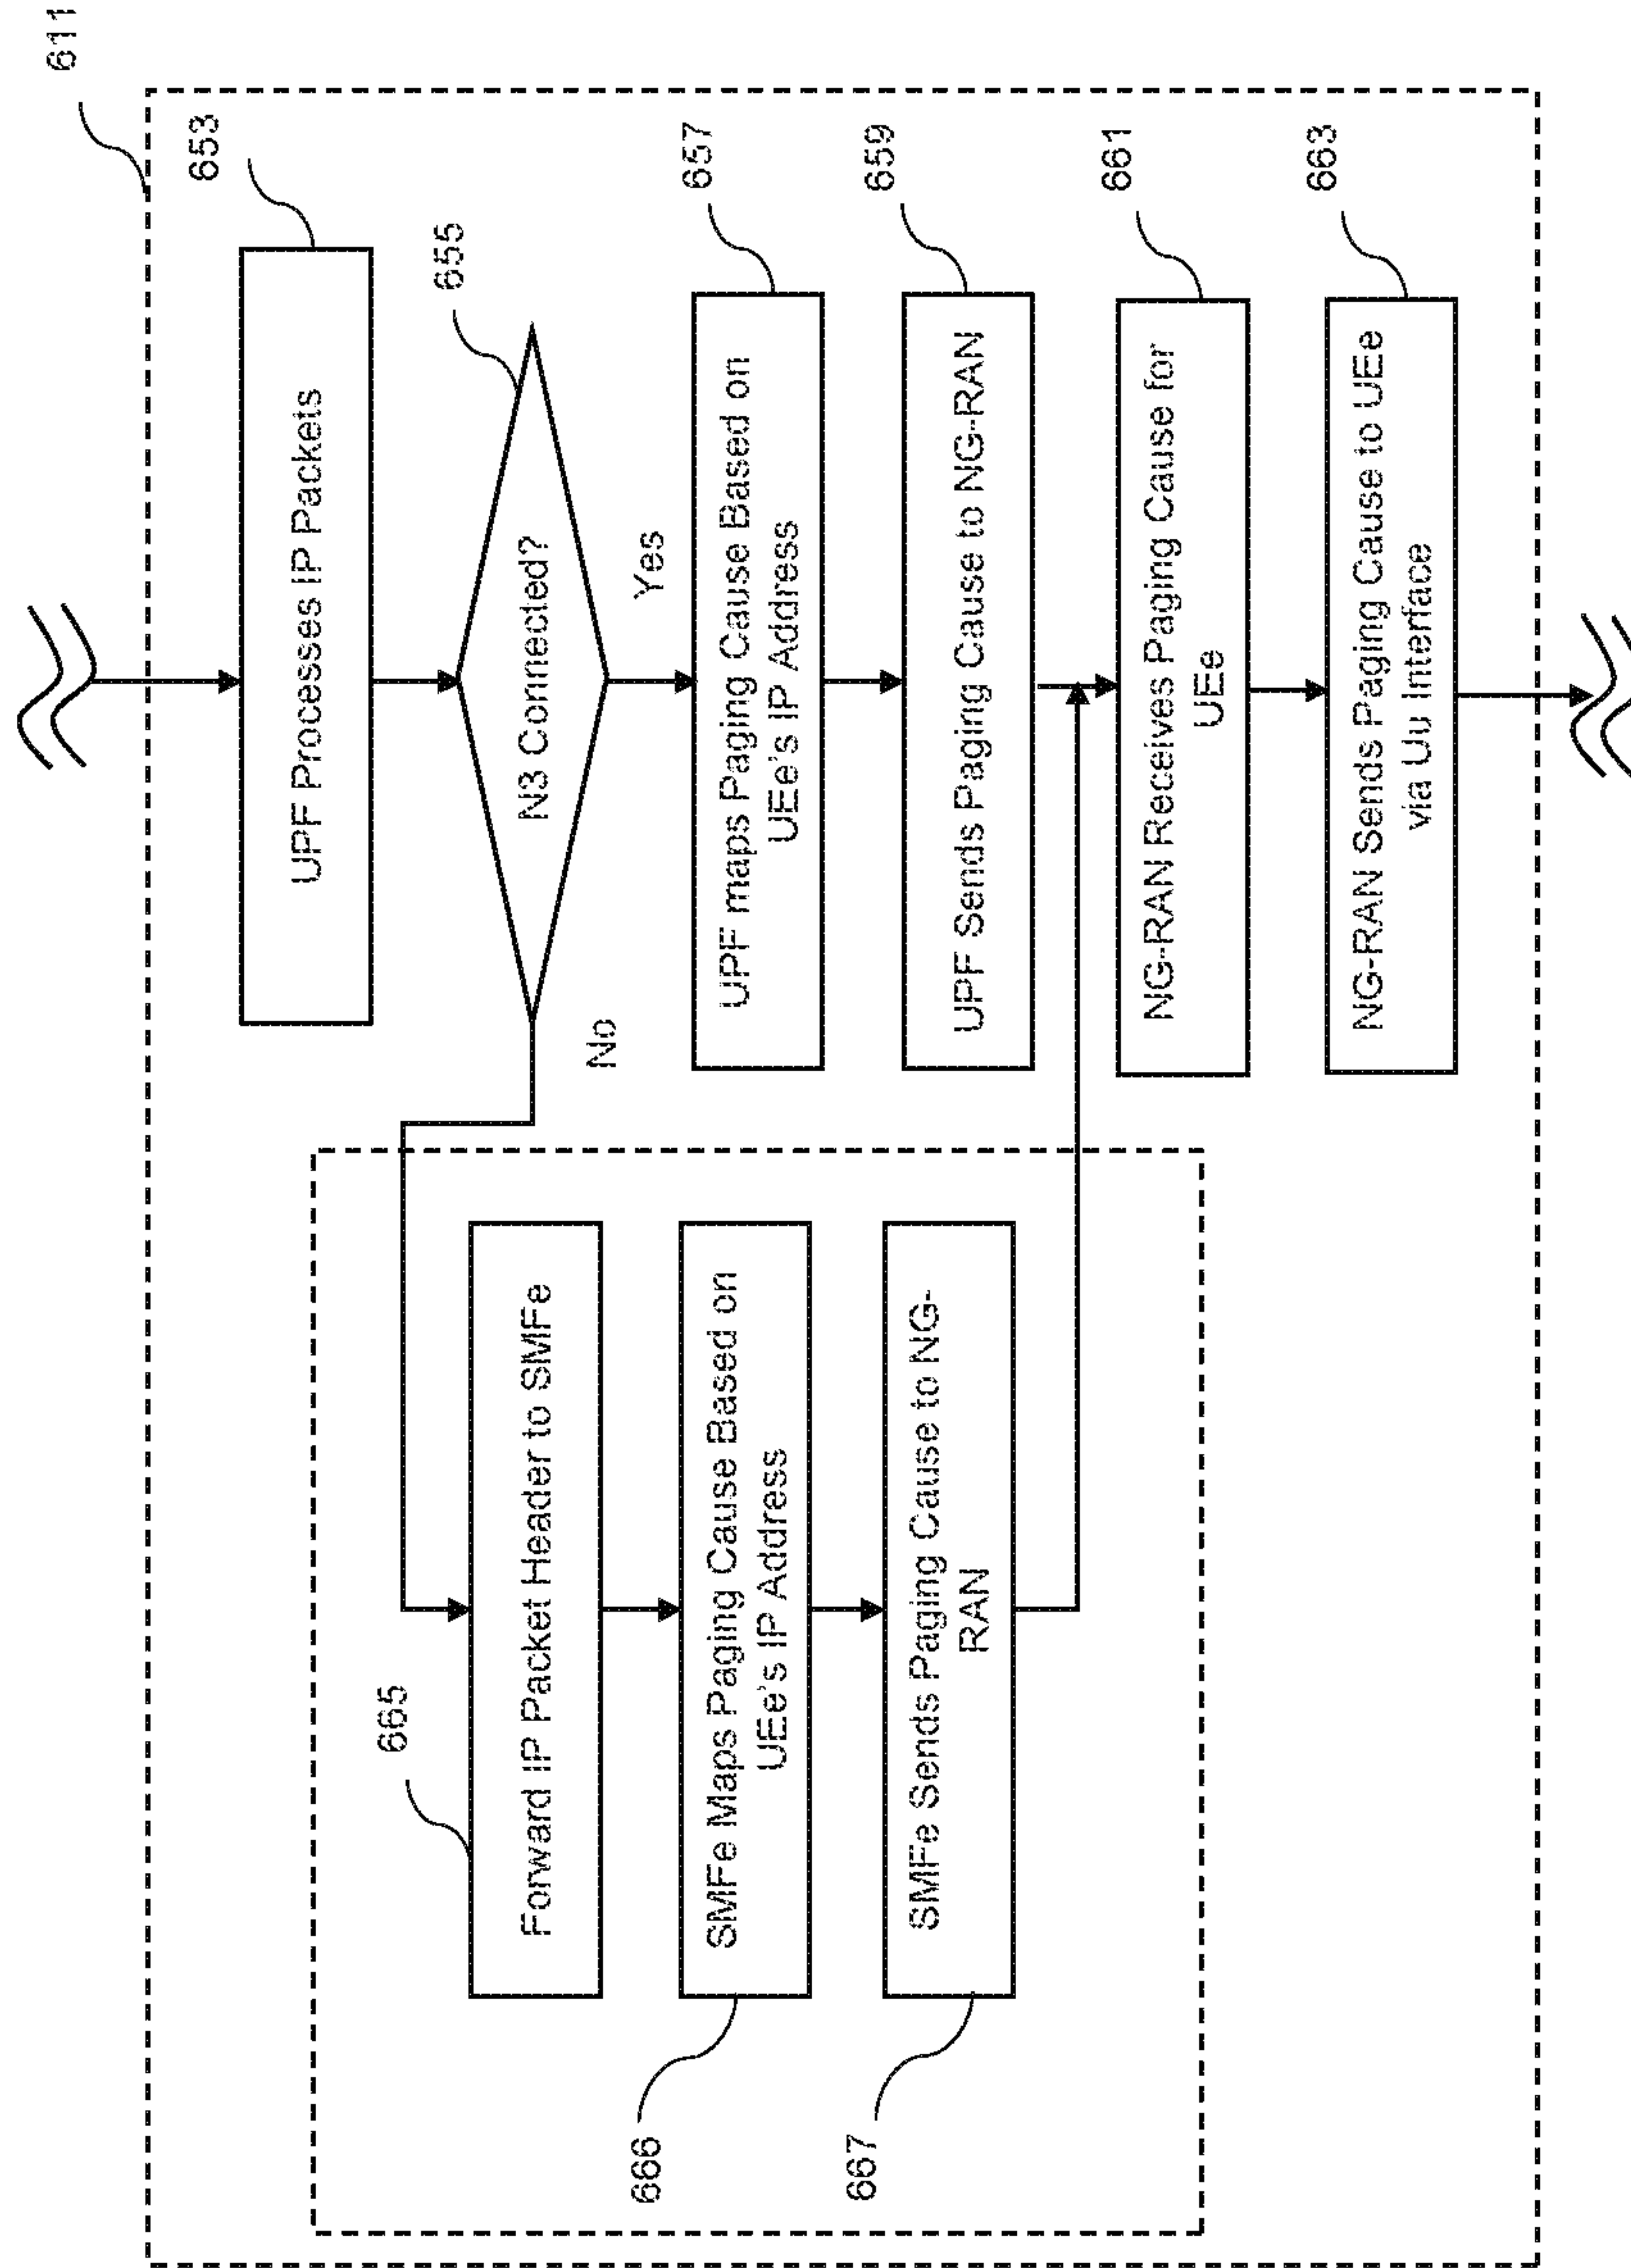 611
653
UPF Processes IP Packets
655
N3 Connected?
Yes
No
657
UPF maps Paging Cause Based on
UEe's IP Address
659
UPF Sends Paging Cause to NG-RAN
661
NG-RAN Receives Paging Cause for
UEe
663
NG-RAN Sends Paging Cause to UEe
via Uu Interface
665
Forward IP Packet Header to SMFe
666
SMFe Maps Paging Cause Based on
UEe's IP Address
667
SMFe Sends Paging Cause to NG-
RAN